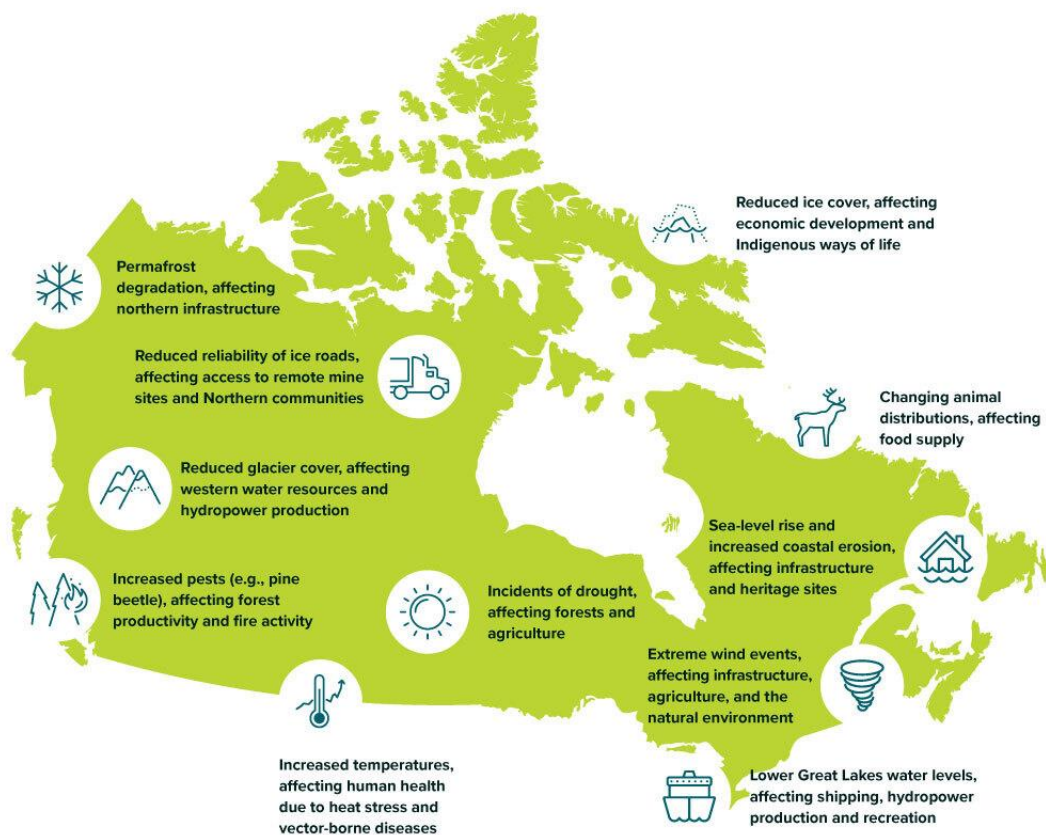 Reduced ice cover, affecting
economic development and
Indigenous ways of life
Permafrost
degradation, affecting
northern infrastructure
Reduced reliability of ice roads,
affecting access to remote mine
sites and Northern communities
Changing animal
distributions, affecting
food supply
Reduced glacier cover, affecting
western water resources and
hydropower production
Sea-level rise and
increased coastal erosion,
affecting infrastructure
and heritage sites
Increased pests (e.g., pine
beetle), affecting forest
productivity and fire activity
Incidents of drought,
affecting forests and
agriculture
Extreme wind events,
affecting infrastructure,
agriculture, and the
natural environment
Increased temperatures,
affecting human health
due to heat stress and
vector-borne diseases
Lower Great Lakes water levels,
affecting shipping, hydropower
production and recreation